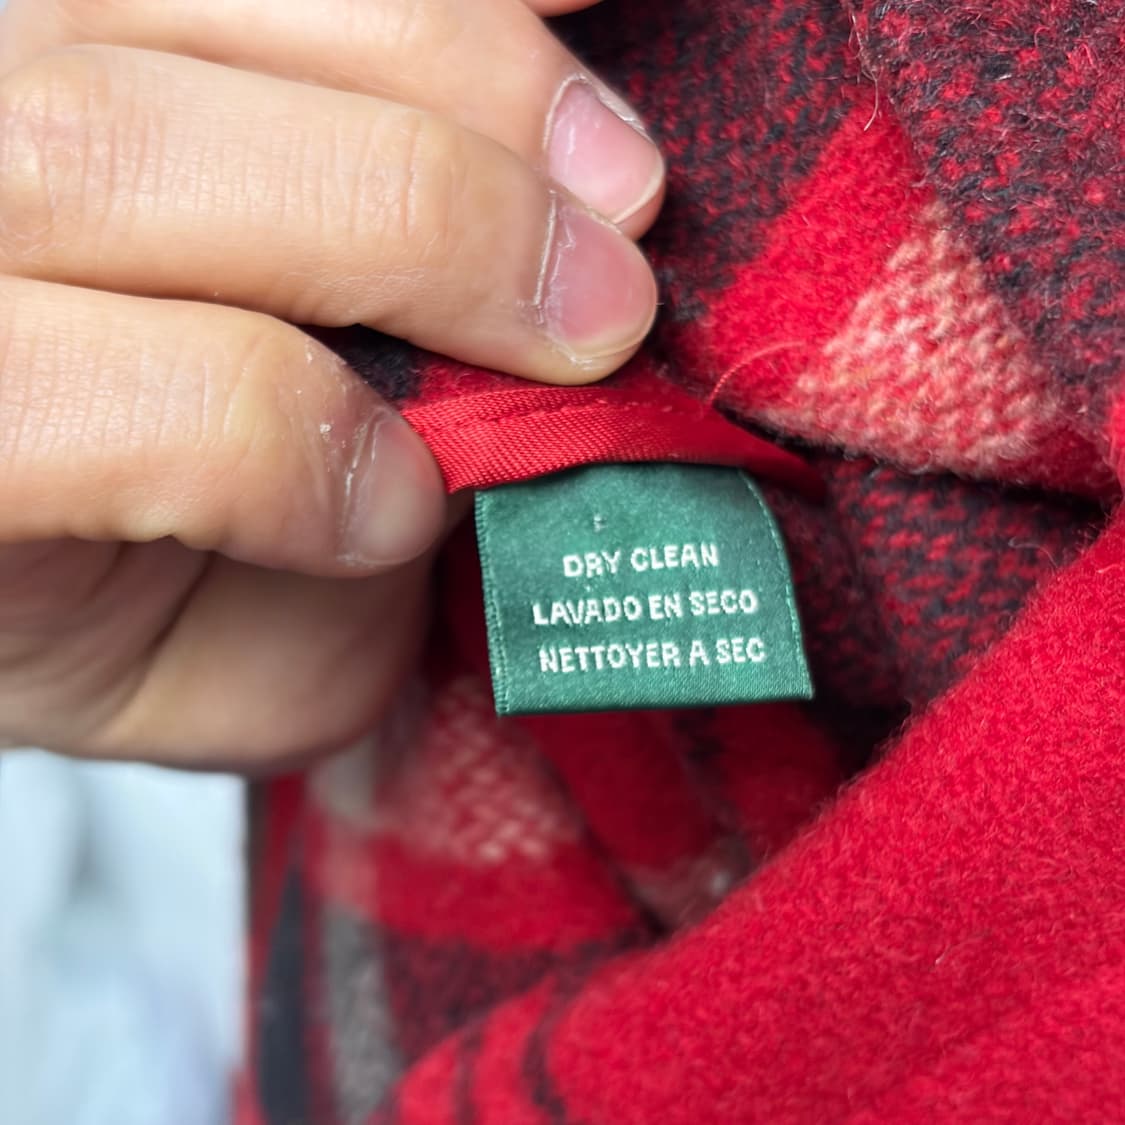 DRY CLEAN
LAVADO EN SECO
NETTOYER A SEC